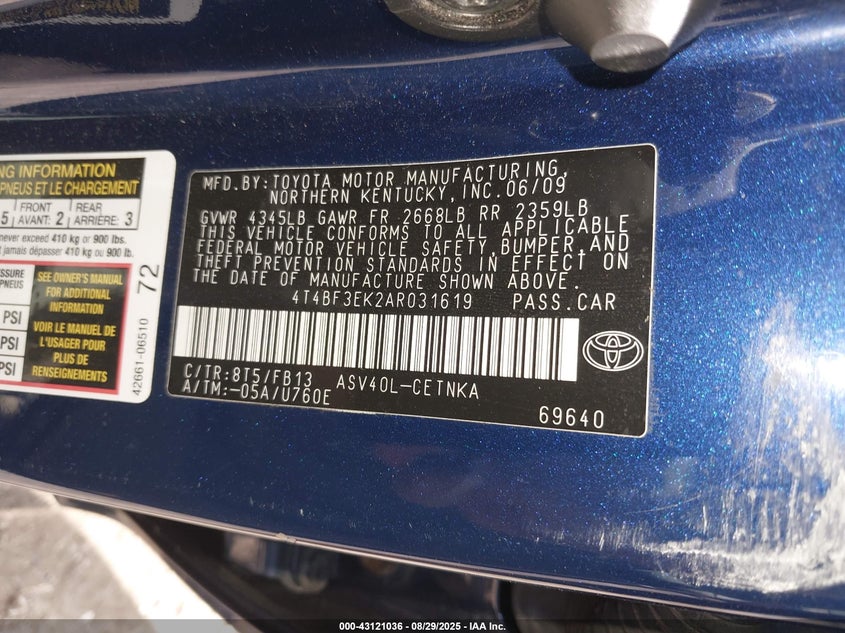 NG INFORMATION
PNEUS ET LE CHARGEMENT
5 FRONT AVANT: 2 REAR ARRIÈRE: 3
never exceed 410 kg or 900 lbs.
t jamais dépasser 410 kg ou 900 lb.
SEE OWNER'S MANUAL
FOR ADDITIONAL
INFORMATION
VOIR LE MANUEL DE
L'USAGER POUR
PLUS DE
RENSEIGNEMENTS
PSI
PSI
PSI
72
42661-06510
MFD.BY:TOYOTA MOTOR MANUFACTURING,
NORTHERN KENTUCKY, INC.06/09
GVWR 4345LB GAWR FR 2668LB RR 2359LB
THIS VEHICLE CONFORMS TO ALL APPLICABLE
FEDERAL MOTOR VEHICLE SAFETY,BUMPER,AND
THEFT PREVENTION STANDARDS IN EFFECT ON
THE DATE OF MANUFACTURE SHOWN ABOVE.
4T4BF3EK2AR031619 PASS.CAR
C/TR:8T5/FB13 ASV40L-CETNKA
A/TM:-05A/U760E
69640
000-43121036 - 08/29/2025 - IAA Inc.